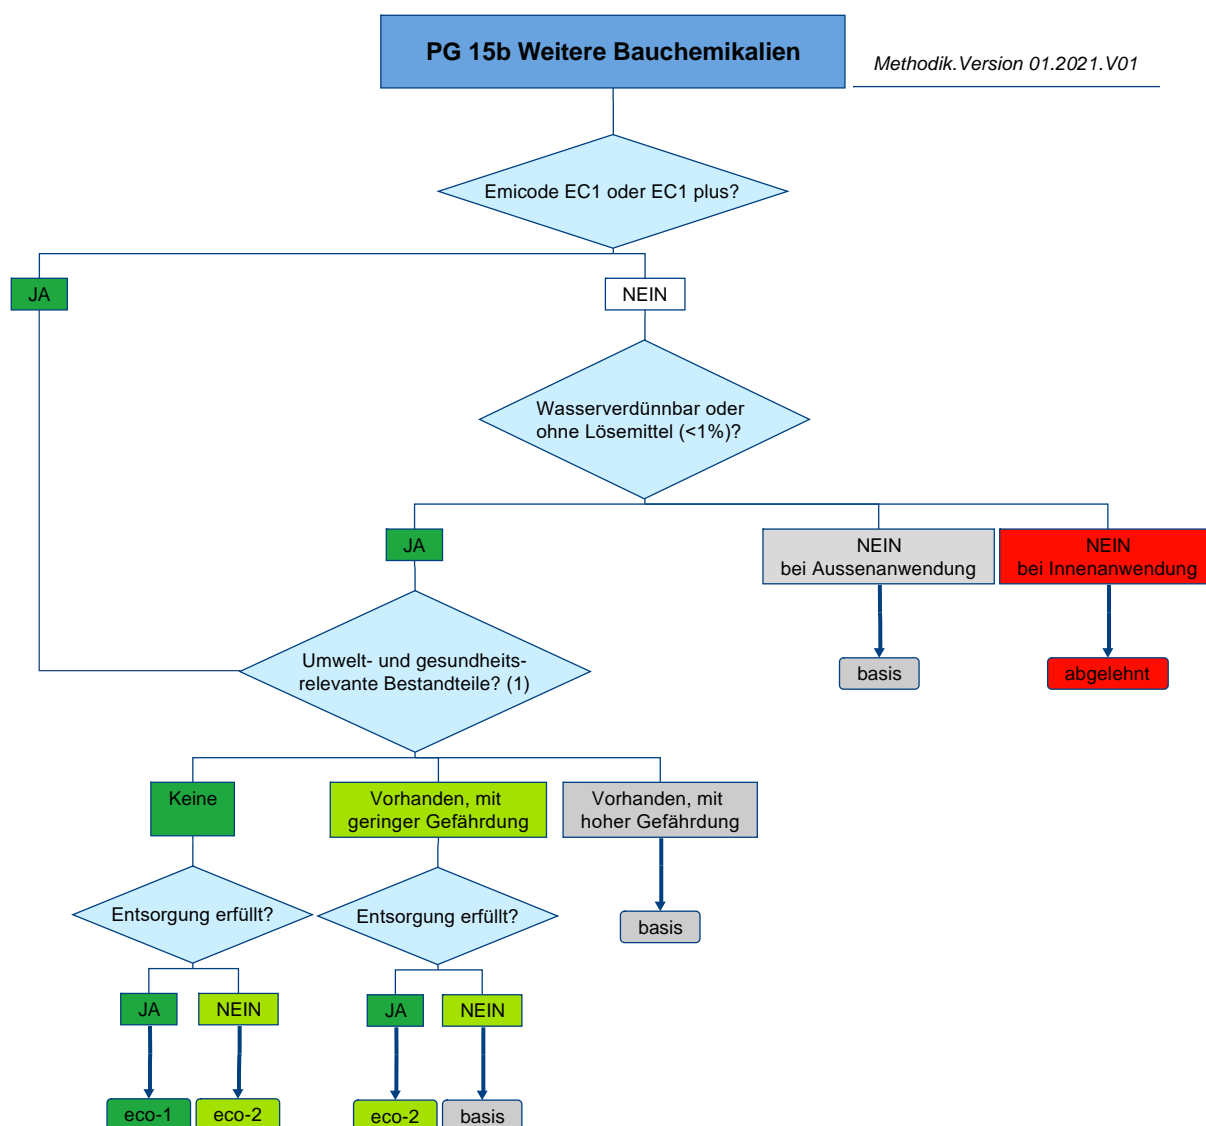 PG 15b Weitere Bauchemikalien
Methodik.Version 01.2021.V01
Emicode EC1 oder EC1 plus?
JA
NEIN
Wasserverdünnbar oder
ohne Lösemittel (<1%)?
JA
NEIN
bei Aussenanwendung
NEIN
bei Innenanwendung
Umwelt- und gesundheits-
relevante Bestandteile? (1)
basis
abgelehnt
Keine
Vorhanden, mit
geringer Gefährdung
Vorhanden, mit
hoher Gefährdung
Entsorgung erfüllt?
Entsorgung erfüllt?
basis
JA
NEIN
JA
NEIN
eco-1
eco-2
eco-2
basis